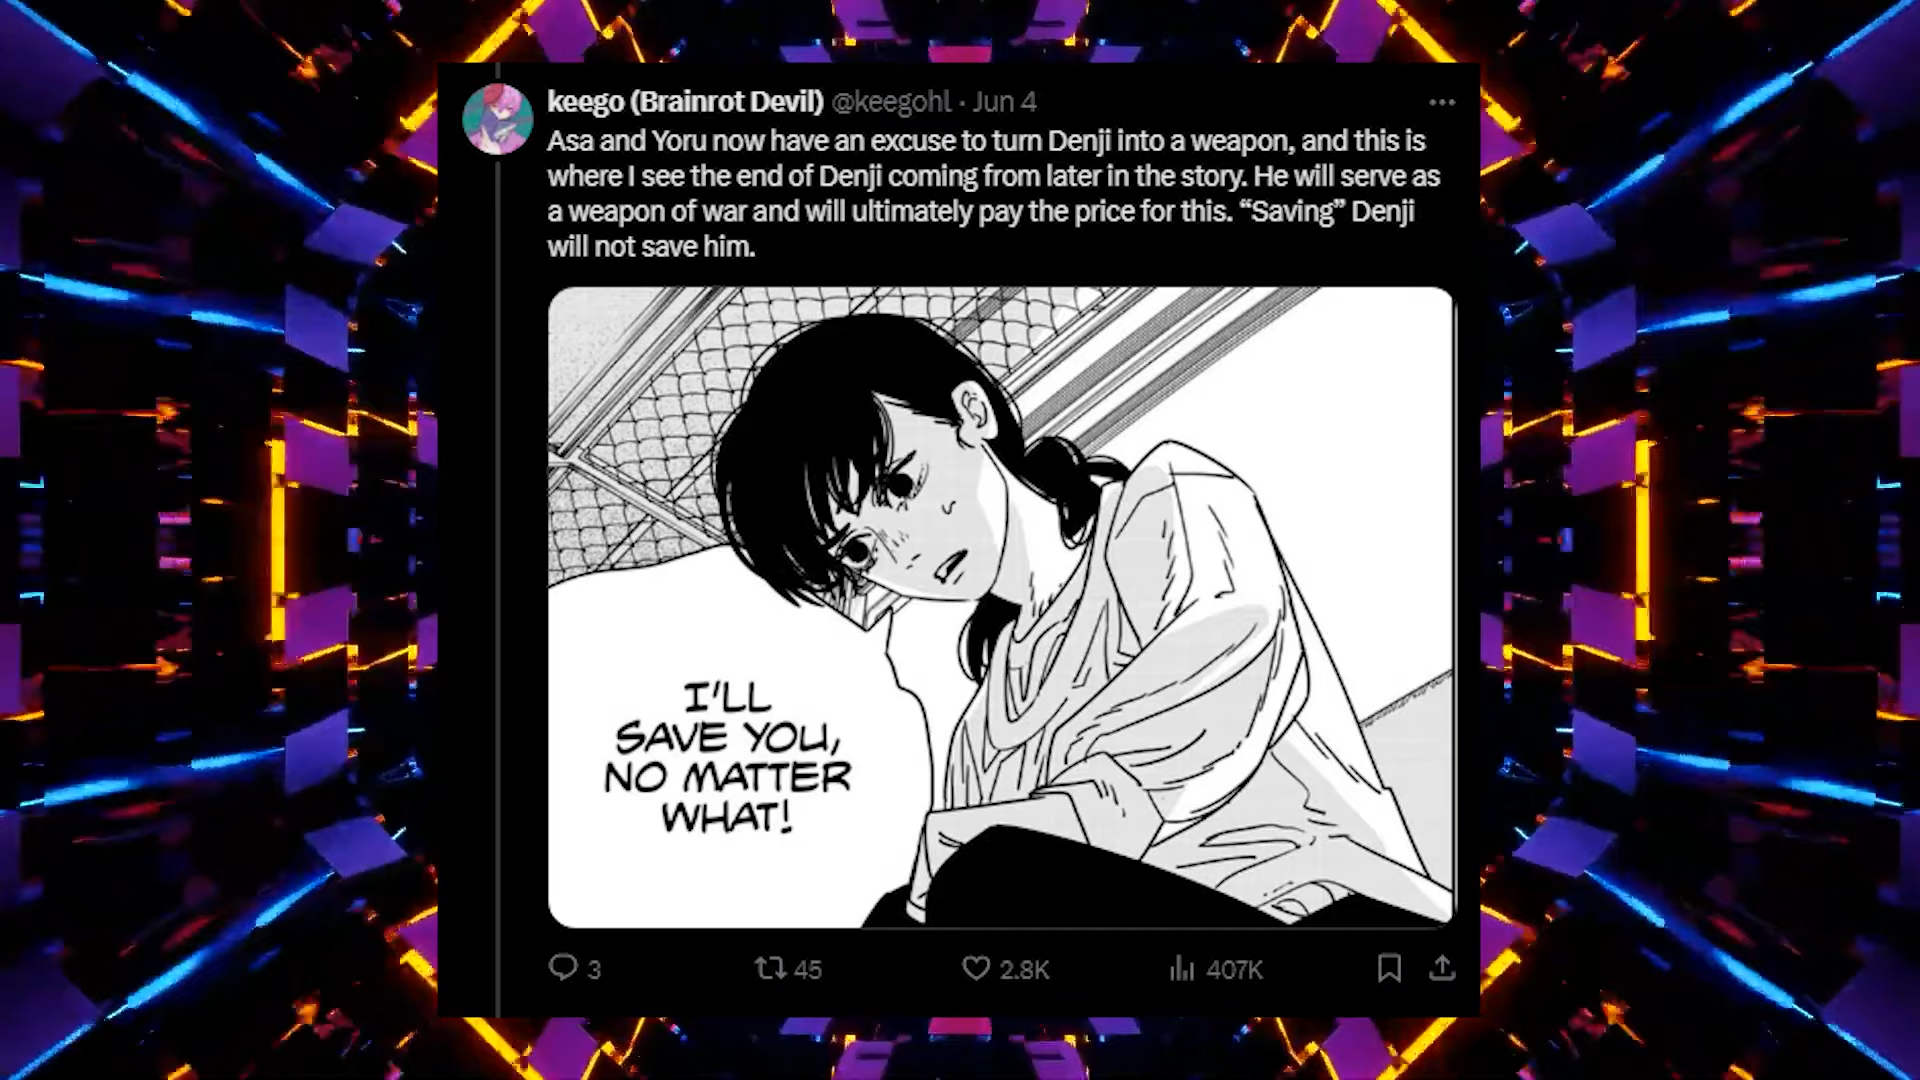 keego (Brainrot Devil) @keegohl · Jun 4
Asa and Yoru now have an excuse to turn Denji into a weapon, and this is
where I see the end of Denji coming from later in the story. He will serve as
a weapon of war and will ultimately pay the price for this. “Saving” Denji
will not save him.
I'LL
SAVE YOU,
NO MATTER
WHAT!
3 45 2.8K 407K